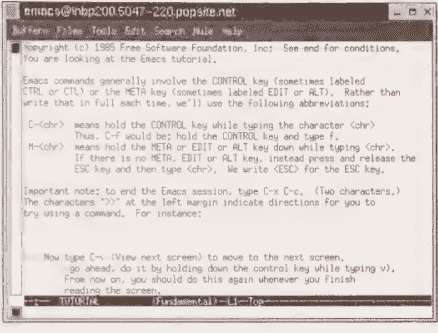 emacs@inbp200.5047-220.popsite.net
Buffers Files Tools Edit Search Mule Help
Copyright (c) 1985 Free Software Foundation, Inc; See end for conditions.
You are looking at the Emacs tutorial.
Emacs commands generally involve the CONTROL key (sometimes labeled
CTRL or CTL) or the META key (sometimes labeled EDIT or ALT). Rather than
write that in full each time, we'll use the following abbreviations:
C-<chr> means hold the CONTROL key while typing the character <chr>
Thus, C-f would be: hold the CONTROL key and type f.
M-<chr> means hold the META or EDIT or ALT key down while typing <chr>.
If there is no META, EDIT or ALT key, instead press and release the
ESC key and then type <chr>. We write <ESC> for the ESC key.
Important note: to end the Emacs session, type C-x C-c. (Two characters.)
The characters ">>" at the left margin indicate directions for you to
try using a command. For instance:
Now type C-v (View next screen) to move to the next screen.
go ahead, do it by holding down the control key while typing v).
From now on, you should do this again whenever you finish
reading the screen.
TUTORIAL (Fundamental)--L1--Top